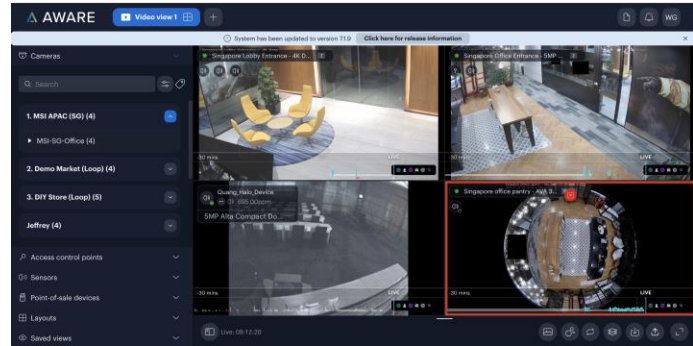 AWARE
Video view 1
WG
System has been updated to version 7.1.9
Click here for release information
Cameras
Search
1. MSI APAC (SG) (4)
MSI-SG-Office (4)
2. Demo Market (Loop) (4)
3. DIY Store (Loop) (5)
Jeffrey (4)
Access control points
Sensors
Point-of-sale devices
Layouts
Saved views
Singapore Lobby Entrance - 4K D...
-30 mins
LIVE
Singapore Office Entrance - 5MP ...
-30 mins
LIVE
Quang_Halo_Device
5MP Alta Compact Do...
-30 mins
LIVE
Singapore office pantry - AVA 3...
-30 mins
LIVE
Live: 09:12:20